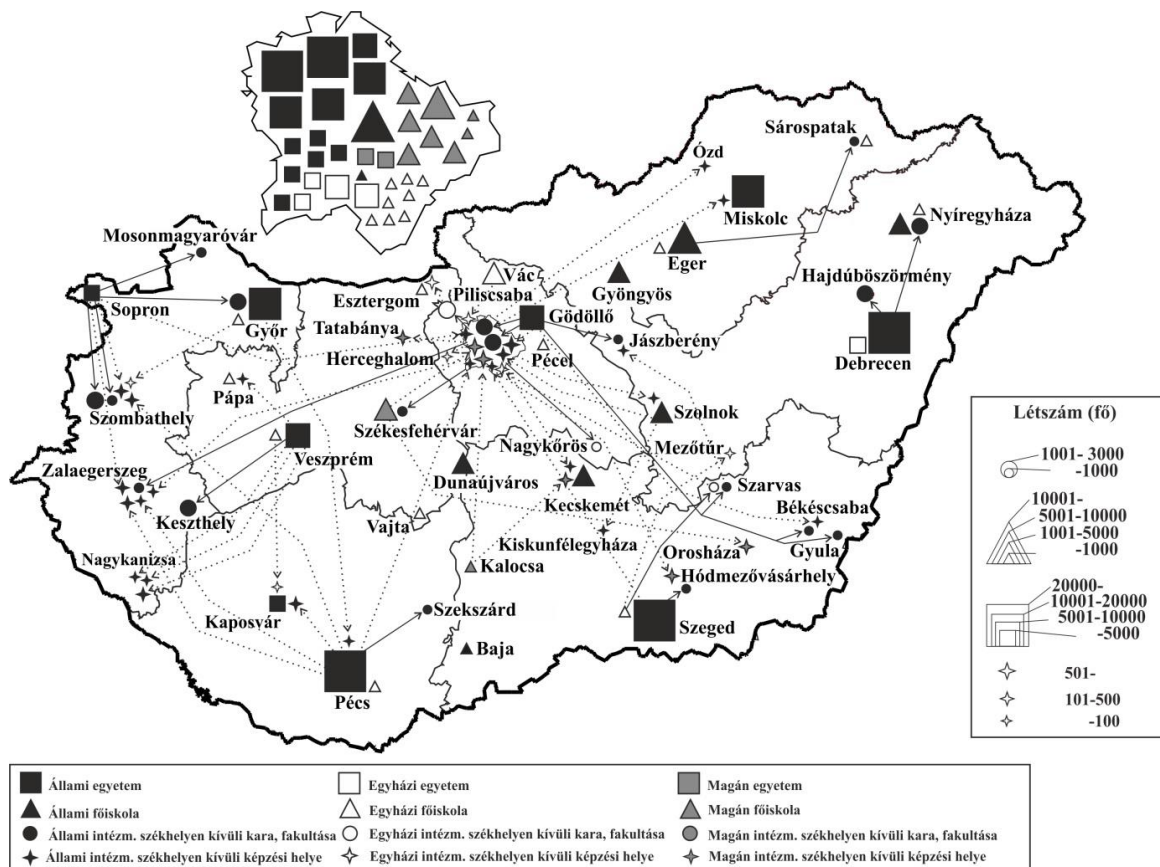 Sárospatak
Ózd
Miskolc
Nyíregyháza
Mosonmagyaróvár
Eger
Vác
Hajdúböszörmény
Esztergom
Piliscsaba
Gyöngyös
Sopron
Győr
Tatabánya
Gödöllő
Jászberény
Herceghalom
Pécel
Debrecen
Pápa
Szombathely
Székesfehérvár
Szolnok
Nagykőrös
Mezőtúr
Veszprém
Zalaegerszeg
Dunaújváros
Szarvas
Keszthely
Kecskemét
Békéscsaba
Vajta
Kiskunfélegyháza
Orosháza
Gyula
Nagykanizsa
Kalocsa
Hódmezővásárhely
Kaposvár
Szekszárd
Szeged
Baja
Pécs
Létszám (fő)
1001- 3000
-1000
10001-
5001-10000
1001-5000
-1000
20000-
10001-20000
5001-10000
-5000
501-
101-500
-100
Állami egyetem
Egyházi egyetem
Magán egyetem
Állami főiskola
Egyházi főiskola
Magán főiskola
Állami intézm. székhelyen kívüli kara, fakultása
Egyházi intézm. székhelyen kívüli kara, fakultása
Magán intézm. székhelyen kívüli kara, fakultása
Állami intézm. székhelyen kívüli képzési helye
Egyházi intézm. székhelyen kívüli képzési helye
Magán intézm. székhelyen kívüli képzési helye